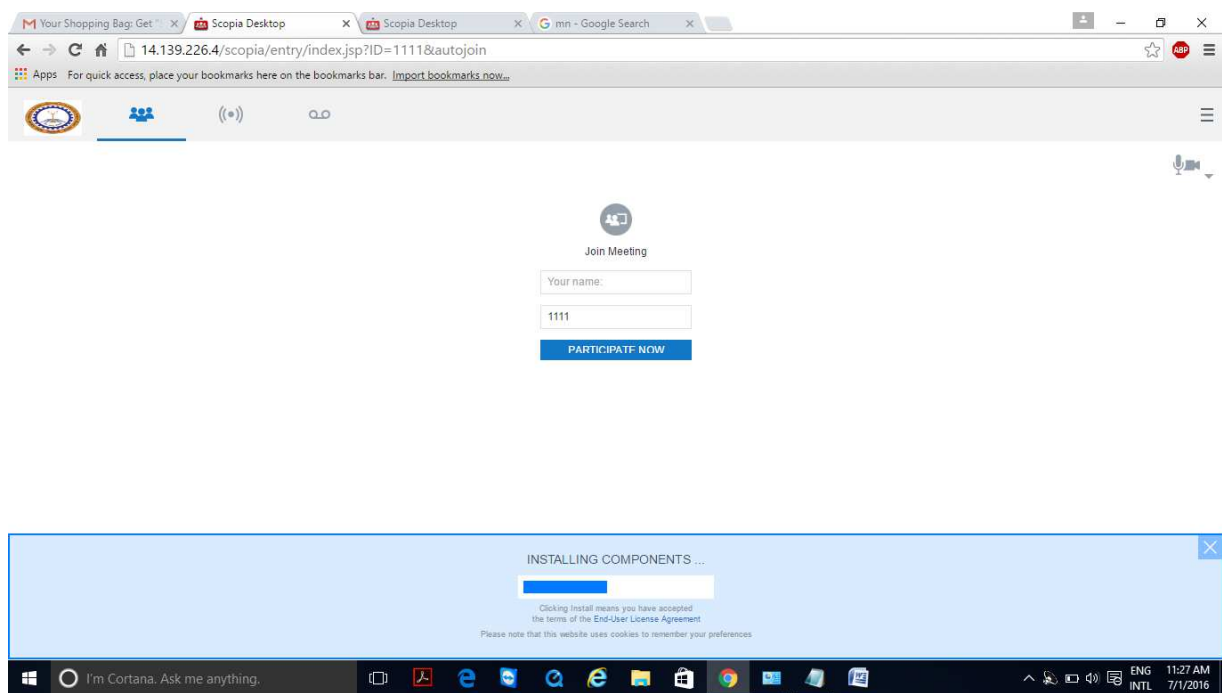 Your Shopping Bag: Get
Scopia Desktop
Scopia Desktop
mn - Google Search
14.139.226.4/scopia/entry/index.jsp?ID=1111&autojoin
ABP
Apps For quick access, place your bookmarks here on the bookmarks bar. Import bookmarks now...
Join Meeting
Your name:
1111
PARTICIPATE NOW
INSTALLING COMPONENTS ...
Clicking Install means you have accepted
the terms of the End-User License Agreement
Please note that this website uses cookies to remember your preferences
I'm Cortana. Ask me anything.
ENG 11:27 AM
INTL 7/1/2016